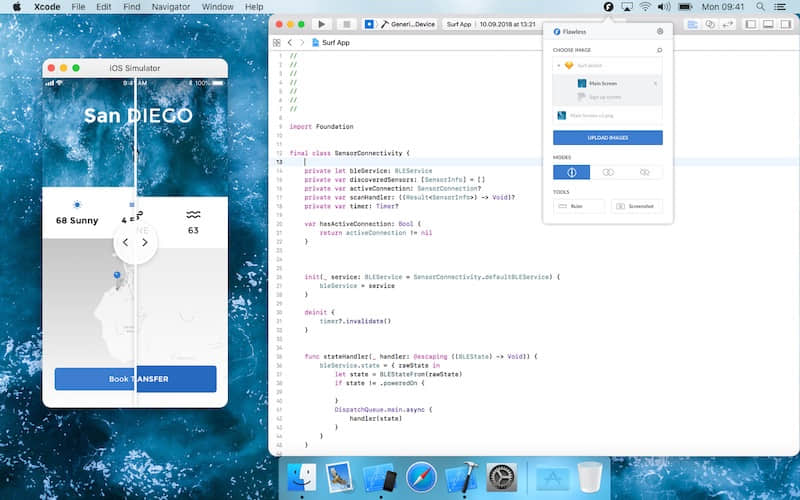 Xcode File Edit Find Navigator Window Help Mon 09:41
iOS Simulator
9:41 AM 100%
San DIEGO
68 Sunny
63
Book TRANSFER
Generi...Device
Surf App 10.09.2018 at 13:21
Surf App
//
//
//
//
//
//
import Foundation
final class SensorConnectivity {
private let bleService: BLEService
private var discoveredSensors: [SensorInfo] = []
private var activeConnection: SensorConnection?
private var scanHandler: ((Result<SensorInfo>) -> Void)?
private var timer: Timer?
var hasActiveConnection: Bool {
return activeConnection != nil
}
init(_ service: BLEService = SensorConnectivity.defaultBLEService) {
bleService = service
}
deinit {
timer?.invalidate()
}
func stateHandler(_ handler: @escaping ((BLEState) -> Void)) {
bleService.state = { rawState in
let state = BLEStateFrom(rawState)
if state != .poweredOn {
}
DispatchQueue.main.async {
handler(state)
}
}
}
Flawless
CHOOSE IMAGE
Main Screen
Sign up screen
Main Screen v2.png
UPLOAD IMAGES
MODES
TOOLS
Ruler
Screenshot